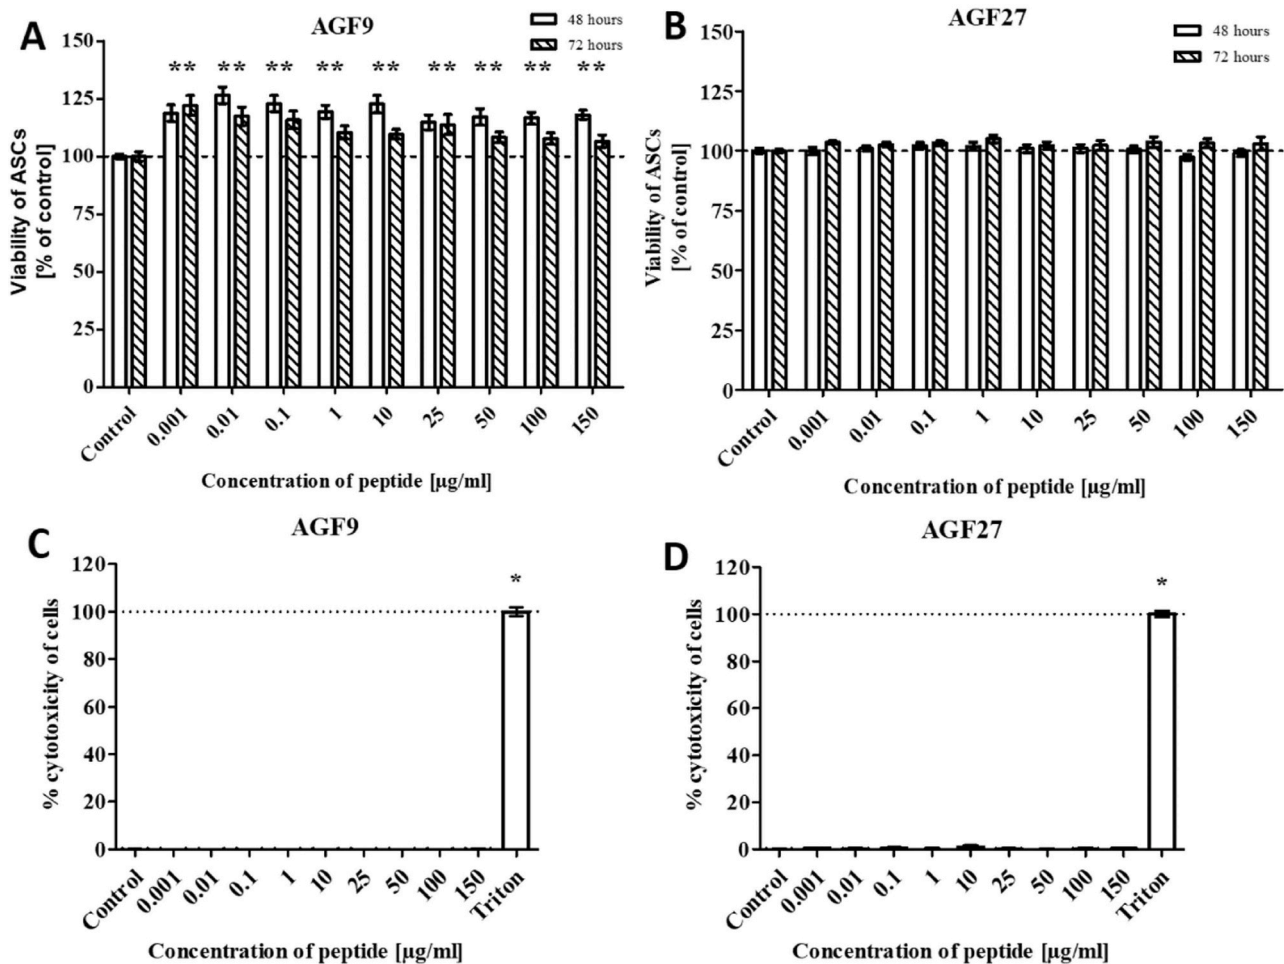 A
AGF9
48 hours
72 hours
150
125
100
75
50
25
0
Viability of ASCs
[% of control]
** ** ** ** ** ** ** ** **
Control 0.001 0.01 0.1 1 10 25 50 100 150
Concentration of peptide [µg/ml]
B
AGF27
48 hours
72 hours
150
125
100
75
50
25
0
Viability of ASCs
[% of control]
Control 0.001 0.01 0.1 1 10 25 50 100 150
Concentration of peptide [µg/ml]
C
AGF9
120
100
80
60
40
20
0
% cytotoxicity of cells
*
Control 0.001 0.01 0.1 1 10 25 50 100 150 Triton
Concentration of peptide [µg/ml]
D
AGF27
120
100
80
60
40
20
0
% cytotoxicity of cells
*
Control 0.001 0.01 0.1 1 10 25 50 100 150 Triton
Concentration of peptide [µg/ml]